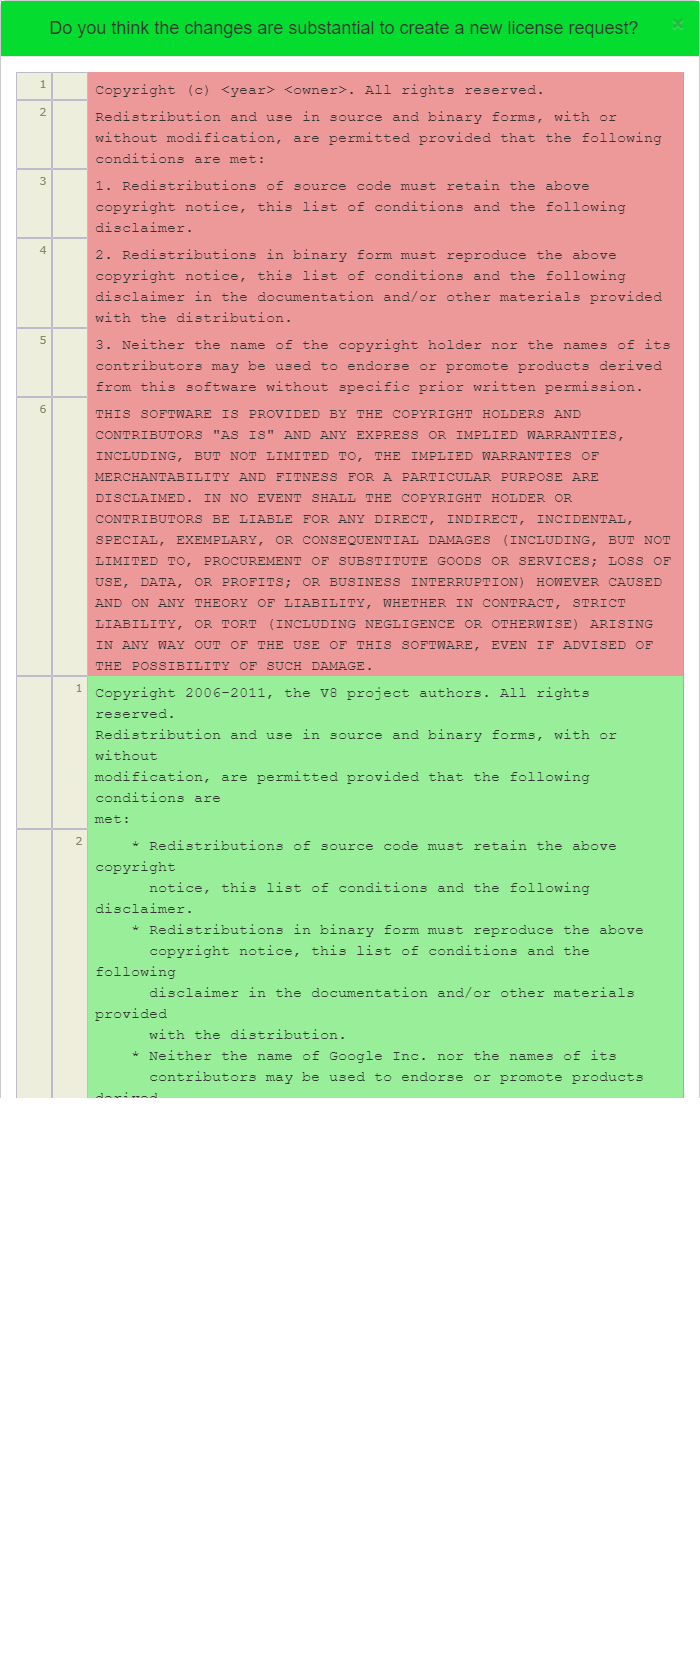 Do you think the changes are substantial to create a new license request? ×
1 Copyright (c) <year> <owner>. All rights reserved.
2 Redistribution and use in source and binary forms, with or
without modification, are permitted provided that the following
conditions are met:
3 1. Redistributions of source code must retain the above
copyright notice, this list of conditions and the following
disclaimer.
4 2. Redistributions in binary form must reproduce the above
copyright notice, this list of conditions and the following
disclaimer in the documentation and/or other materials provided
with the distribution.
5 3. Neither the name of the copyright holder nor the names of its
contributors may be used to endorse or promote products derived
from this software without specific prior written permission.
6 THIS SOFTWARE IS PROVIDED BY THE COPYRIGHT HOLDERS AND
CONTRIBUTORS "AS IS" AND ANY EXPRESS OR IMPLIED WARRANTIES,
INCLUDING, BUT NOT LIMITED TO, THE IMPLIED WARRANTIES OF
MERCHANTABILITY AND FITNESS FOR A PARTICULAR PURPOSE ARE
DISCLAIMED. IN NO EVENT SHALL THE COPYRIGHT HOLDER OR
CONTRIBUTORS BE LIABLE FOR ANY DIRECT, INDIRECT, INCIDENTAL,
SPECIAL, EXEMPLARY, OR CONSEQUENTIAL DAMAGES (INCLUDING, BUT NOT
LIMITED TO, PROCUREMENT OF SUBSTITUTE GOODS OR SERVICES; LOSS OF
USE, DATA, OR PROFITS; OR BUSINESS INTERRUPTION) HOWEVER CAUSED
AND ON ANY THEORY OF LIABILITY, WHETHER IN CONTRACT, STRICT
LIABILITY, OR TORT (INCLUDING NEGLIGENCE OR OTHERWISE) ARISING
IN ANY WAY OUT OF THE USE OF THIS SOFTWARE, EVEN IF ADVISED OF
THE POSSIBILITY OF SUCH DAMAGE.
1 Copyright 2006-2011, the V8 project authors. All rights
reserved.
Redistribution and use in source and binary forms, with or
without
modification, are permitted provided that the following
conditions are
met:
2 * Redistributions of source code must retain the above
copyright
notice, this list of conditions and the following
disclaimer.
* Redistributions in binary form must reproduce the above
copyright notice, this list of conditions and the
following
disclaimer in the documentation and/or other materials
provided
with the distribution.
* Neither the name of Google Inc. nor the names of its
contributors may be used to endorse or promote products
derived